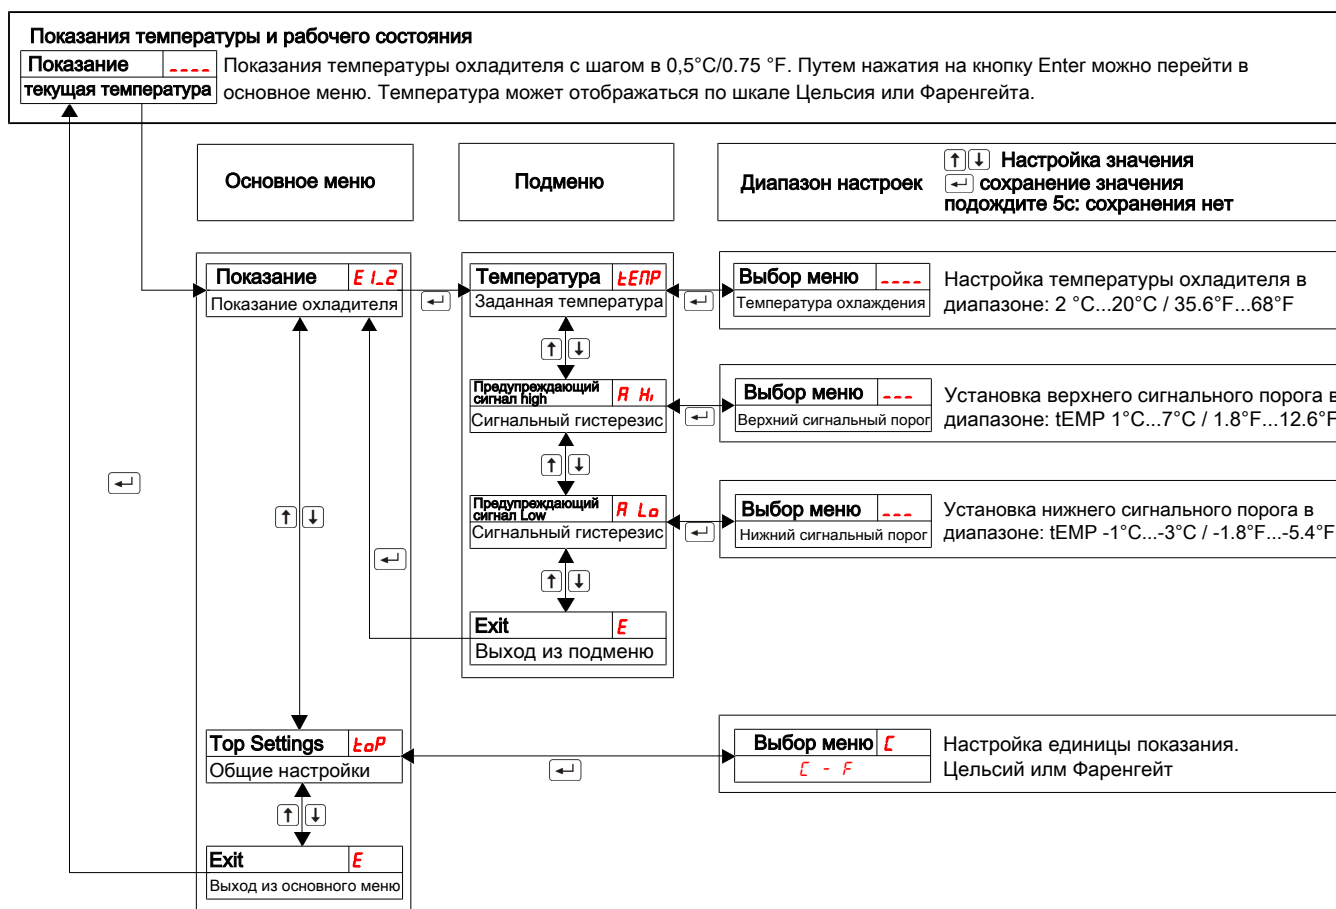 Показания температуры и рабочего состояния
Показание ----
текущая температура
Показания температуры охладителя с шагом в 0,5°C/0.75 °F. Путем нажатия на кнопку Enter можно перейти в
основное меню. Температура может отображаться по шкале Цельсия или Фаренгейта.
Основное меню
Подменю
Диапазон настроек
↑ ↓ Настройка значения
↵ сохранение значения
подождите 5с: сохранения нет
Показание E1_2
Показание охладителя
↵
Температура tEMP
Заданная температура
↵
Выбор меню ----
Температура охлаждения
Настройка температуры охладителя в
диапазоне: 2 °C...20°C / 35.6°F...68°F
↑ ↓
Предупреждающий
сигнал high A Hi
Сигнальный гистерезис
↵
Выбор меню ---
Верхний сигнальный порог
Установка верхнего сигнального порога в
диапазоне: tEMP 1°C...7°C / 1.8°F...12.6°F
↑ ↓
↵
Предупреждающий
сигнал Low A Lo
Сигнальный гистерезис
↵
Выбор меню ---
Нижний сигнальный порог
Установка нижнего сигнального порога в
диапазоне: tEMP -1°C...-3°C / -1.8°F...-5.4°F
↑ ↓
↵
↑ ↓
Exit E
Выход из подменю
Top Settings toP
Общие настройки
↵
Выбор меню C
C - F
Настройка единицы показания.
Цельсий илм Фаренгейт
↑ ↓
Exit E
Выход из основного меню